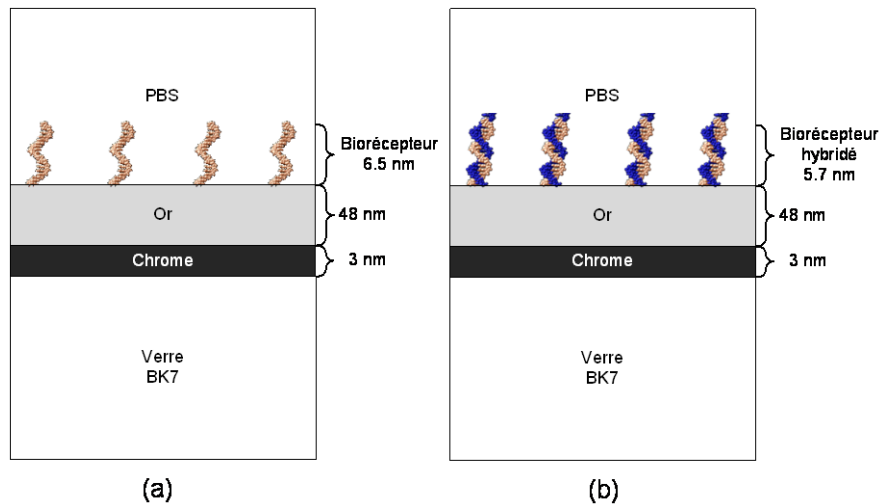 PBS
Biorécepteur
6.5 nm
Or
48 nm
Chrome
3 nm
Verre
BK7
(a)
PBS
Biorécepteur
hybridé
5.7 nm
Or
48 nm
Chrome
3 nm
Verre
BK7
(b)